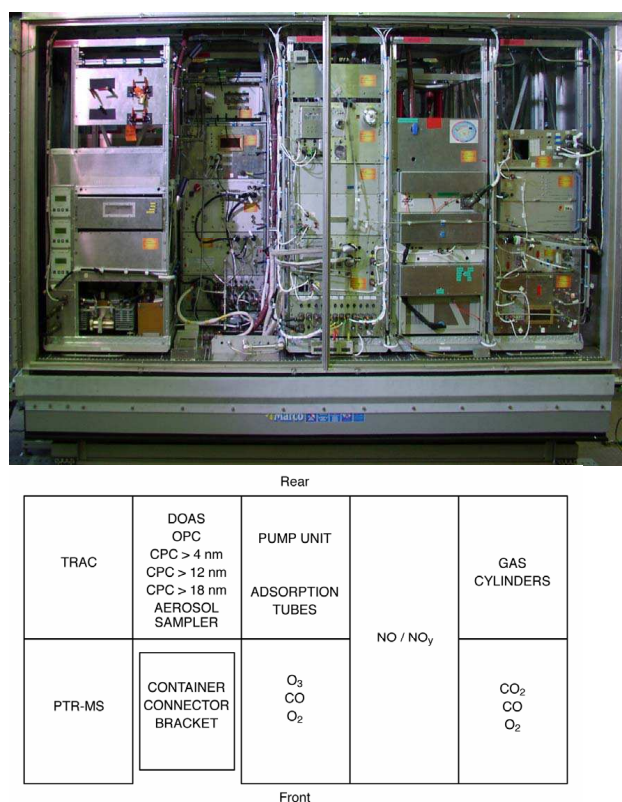 Rear
TRAC
DOAS
OPC
CPC > 4 nm
CPC > 12 nm
CPC > 18 nm
AEROSOL
SAMPLER
PUMP UNIT
ADSORPTION
TUBES
NO / NOy
GAS
CYLINDERS
PTR-MS
CONTAINER
CONNECTOR
BRACKET
O3
CO
O2
CO2
CO
O2
Front